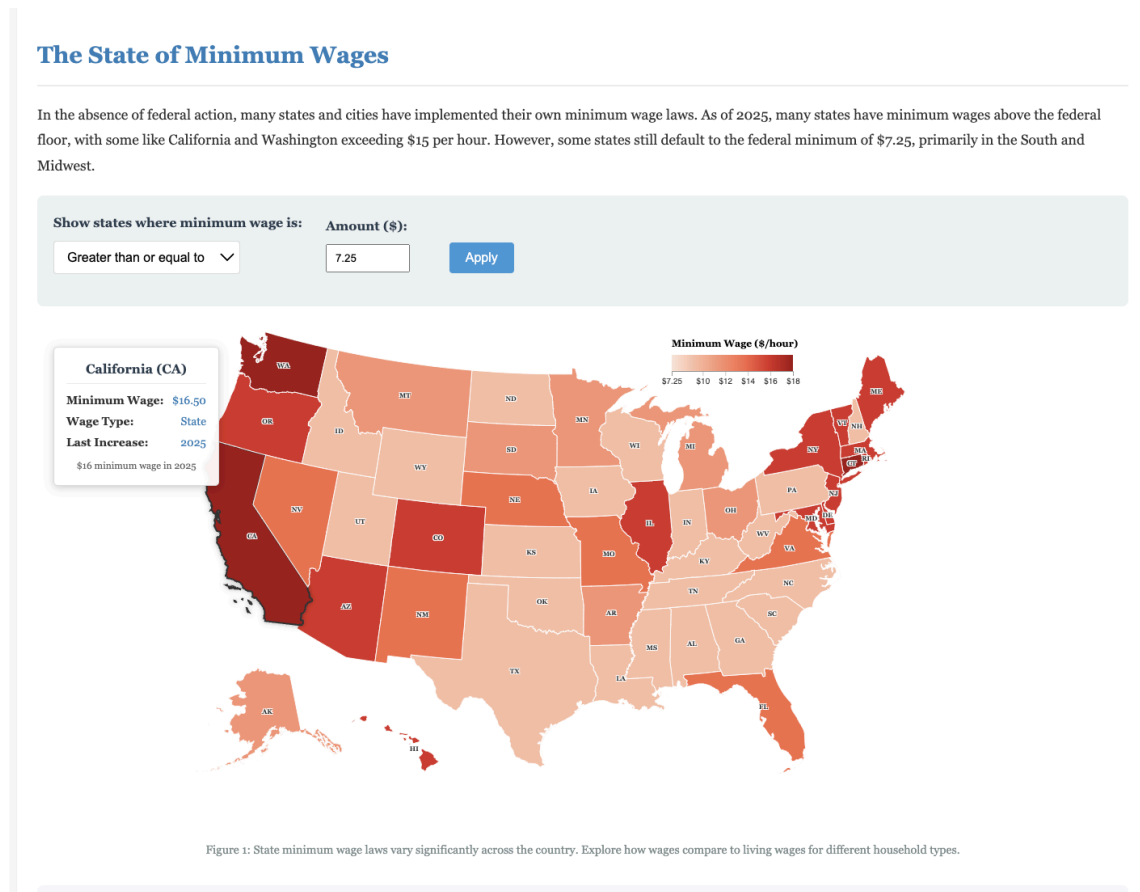 The State of Minimum Wages
In the absence of federal action, many states and cities have implemented their own minimum wage laws. As of 2025, many states have minimum wages above the federal
floor, with some like California and Washington exceeding $15 per hour. However, some states still default to the federal minimum of $7.25, primarily in the South and
Midwest.
Show states where minimum wage is:
Amount ($):
Greater than or equal to
7.25
Apply
Minimum Wage ($/hour)
$7.25 $10 $12 $14 $16 $18
California (CA)
Minimum Wage: $16.50
Wage Type: State
Last Increase: 2025
$16 minimum wage in 2025
WA
OR
CA
ID
NV
MT
WY
UT
AZ
CO
NM
ND
SD
NE
KS
OK
TX
MN
IA
MO
AR
LA
WI
IL
MI
IN
OH
KY
TN
MS
AL
GA
FL
SC
NC
VA
WV
PA
NY
VT
NH
ME
MA
RI
CT
NJ
DE
MD
AK
HI
Figure 1: State minimum wage laws vary significantly across the country. Explore how wages compare to living wages for different household types.